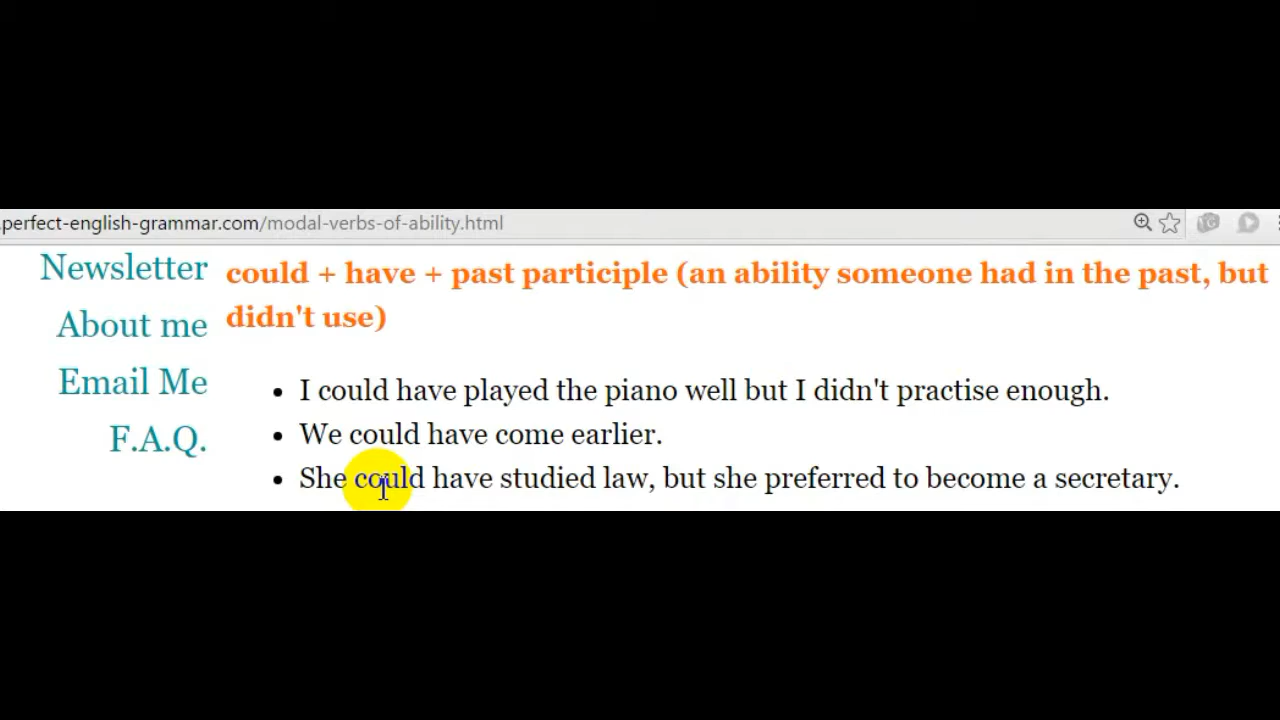 perfect-english-grammar.com/modal-verbs-of-ability.html
Newsletter
About me
Email Me
F.A.Q.
could + have + past participle (an ability someone had in the past, but
didn't use)
• I could have played the piano well but I didn't practise enough.
• We could have come earlier.
• She could have studied law, but she preferred to become a secretary.